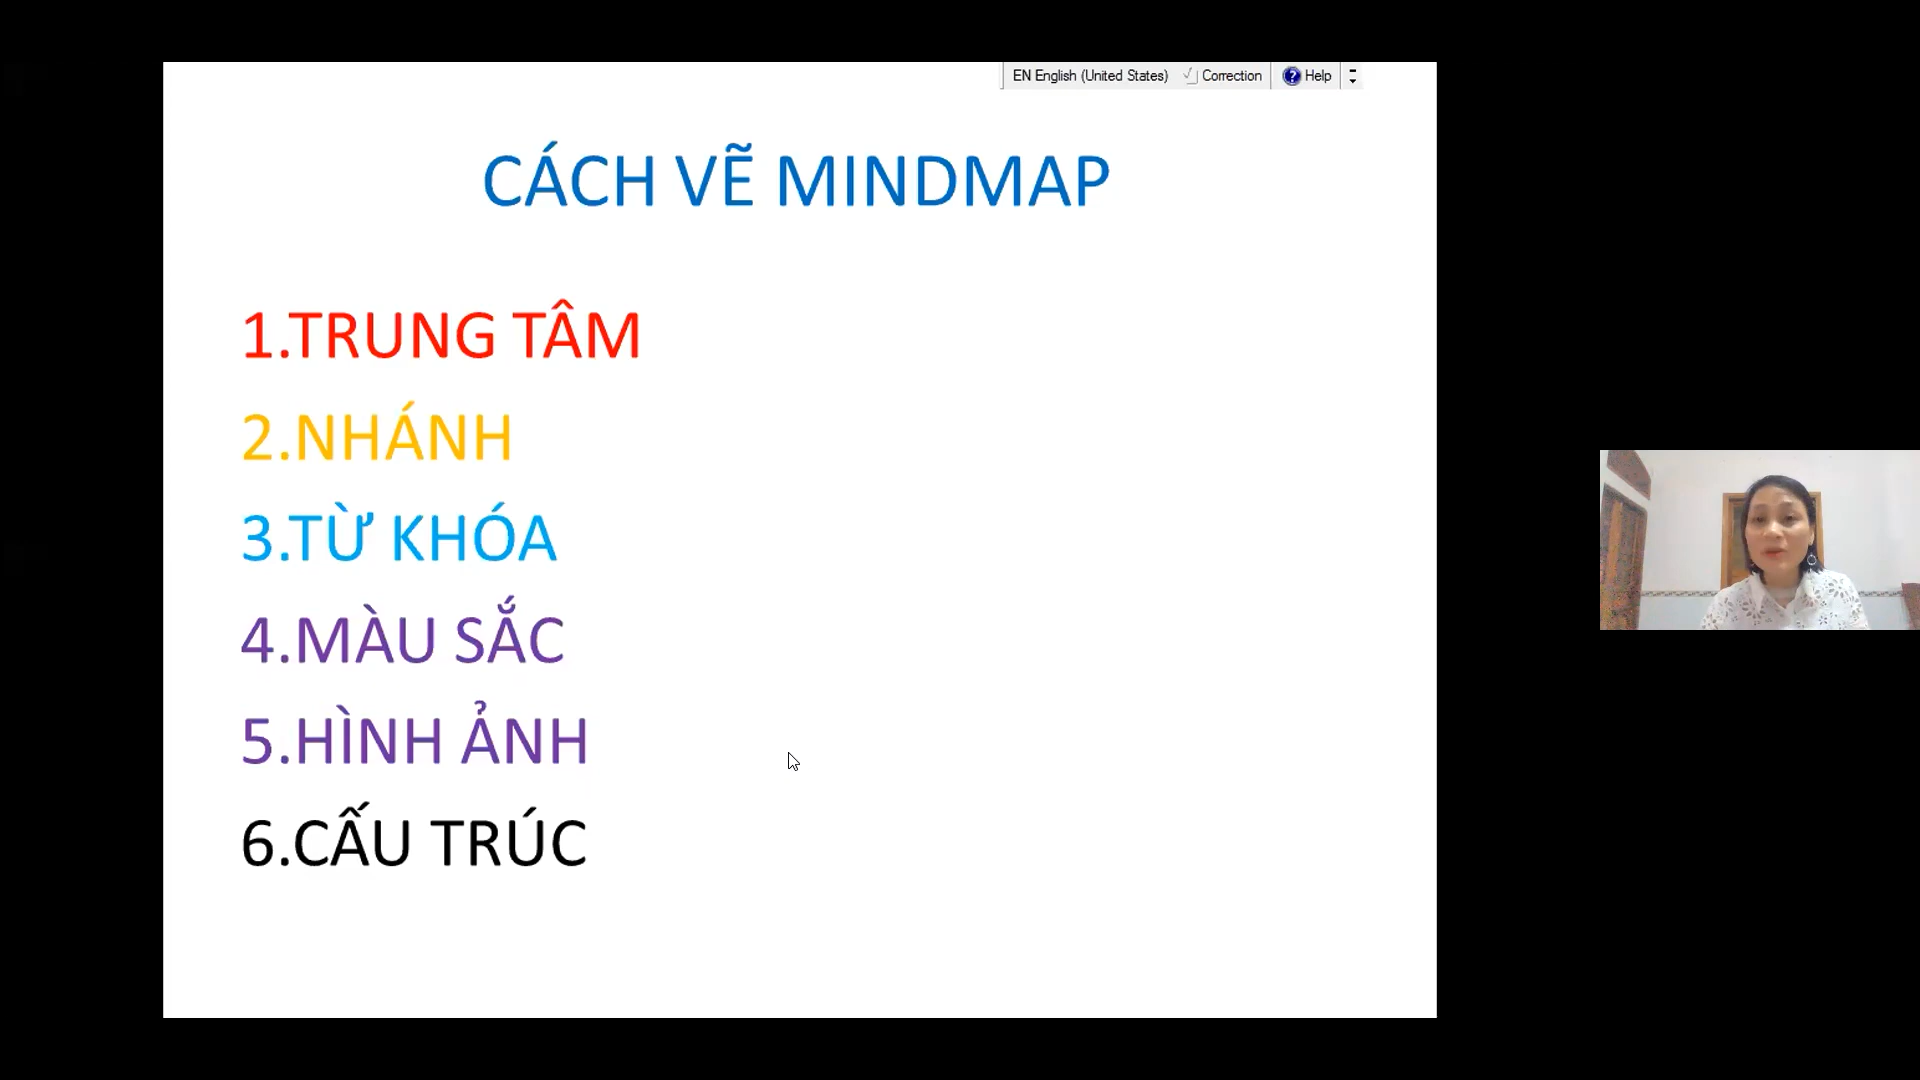 EN English (United States) Correction Help
CÁCH VẼ MINDMAP
1.TRUNG TÂM
2.NHÁNH
3.TỪ KHÓA
4.MÀU SẮC
5.HÌNH ẢNH
6.CẤU TRÚC